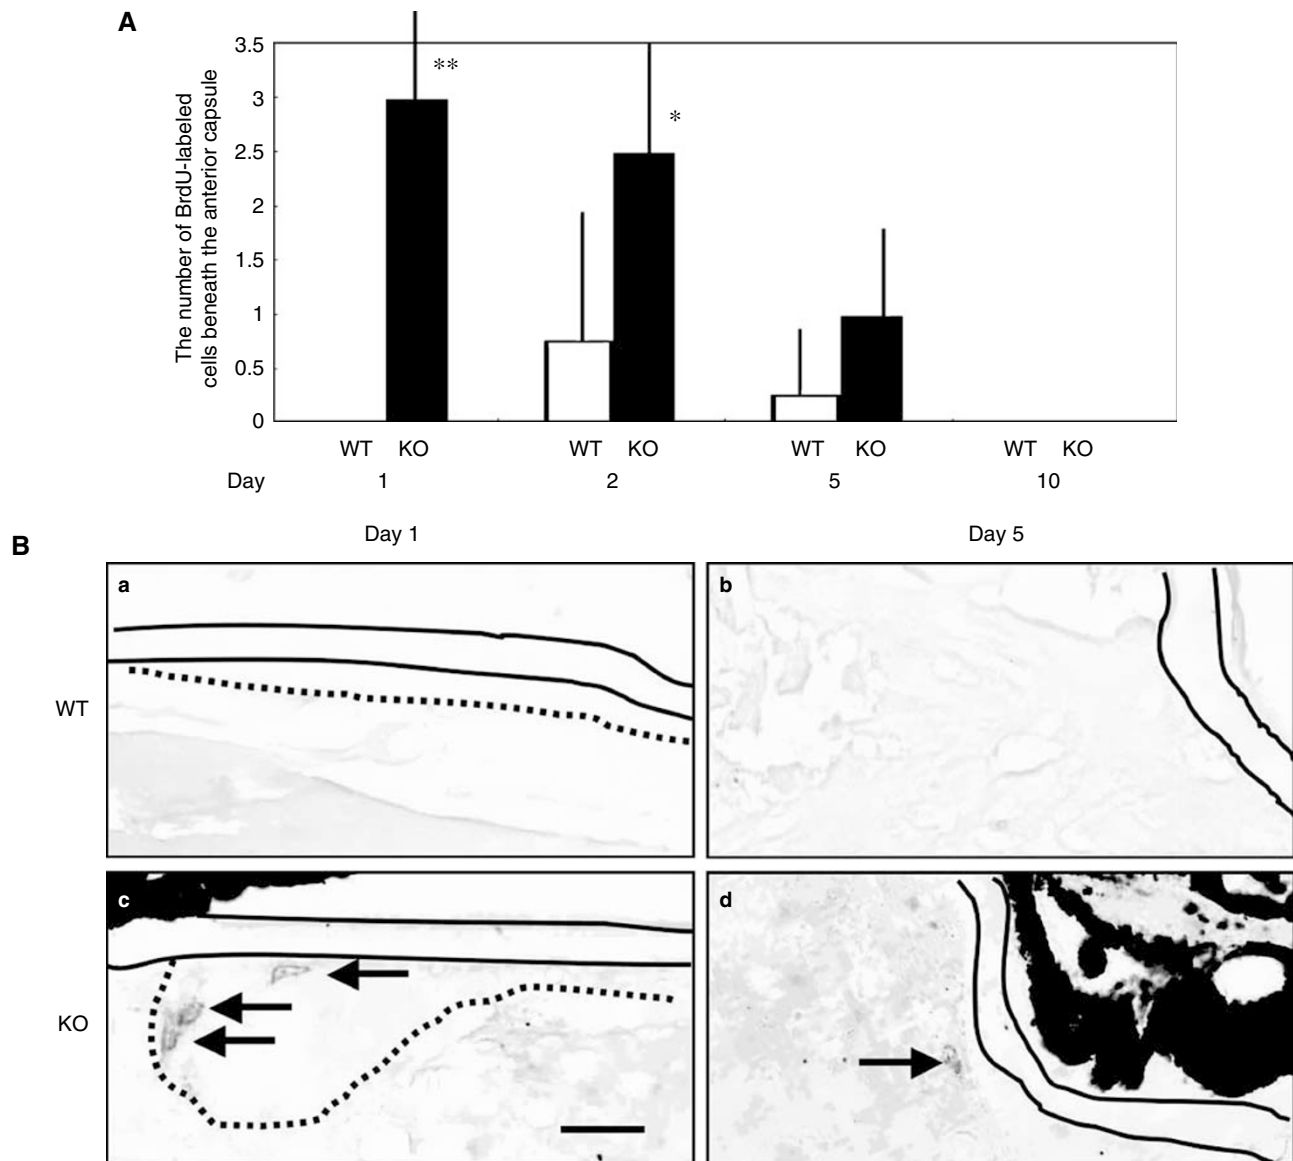 A
The number of BrdU-labeled
cells beneath the anterior capsule
3.5
3
2.5
2
1.5
1
0.5
0
**
*
WT KO WT KO WT KO WT KO
Day 1 2 5 10
B
Day 1 Day 5
WT
a b
KO
c d